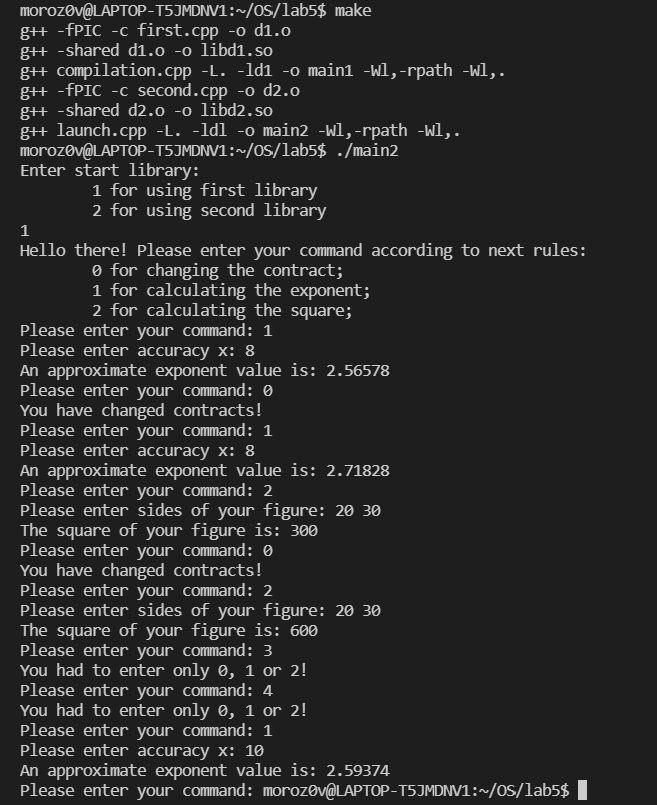 moroz0v@LAPTOP-T5JMDNV1:~/OS/lab5$ make
g++ -fPIC -c first.cpp -o d1.o
g++ -shared d1.o -o libd1.so
g++ compilation.cpp -L. -ld1 -o main1 -Wl,-rpath -Wl,.
g++ -fPIC -c second.cpp -o d2.o
g++ -shared d2.o -o libd2.so
g++ launch.cpp -L. -ldl -o main2 -Wl,-rpath -Wl,.
moroz0v@LAPTOP-T5JMDNV1:~/OS/lab5$ ./main2
Enter start library:
        1 for using first library
        2 for using second library
1
Hello there! Please enter your command according to next rules:
        0 for changing the contract;
        1 for calculating the exponent;
        2 for calculating the square;
Please enter your command: 1
Please enter accuracy x: 8
An approximate exponent value is: 2.56578
Please enter your command: 0
You have changed contracts!
Please enter your command: 1
Please enter accuracy x: 8
An approximate exponent value is: 2.71828
Please enter your command: 2
Please enter sides of your figure: 20 30
The square of your figure is: 300
Please enter your command: 0
You have changed contracts!
Please enter your command: 2
Please enter sides of your figure: 20 30
The square of your figure is: 600
Please enter your command: 3
You had to enter only 0, 1 or 2!
Please enter your command: 4
You had to enter only 0, 1 or 2!
Please enter your command: 1
Please enter accuracy x: 10
An approximate exponent value is: 2.59374
Please enter your command: moroz0v@LAPTOP-T5JMDNV1:~/OS/lab5$